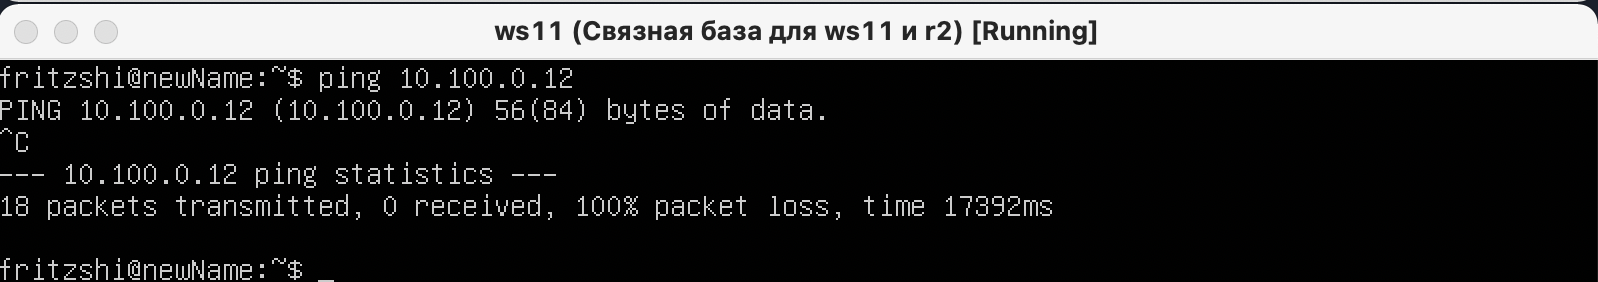 ws11 (Связная база для ws11 и r2) [Running]
fritzshi@newName:~$ ping 10.100.0.12
PING 10.100.0.12 (10.100.0.12) 56(84) bytes of data.
^C
--- 10.100.0.12 ping statistics ---
18 packets transmitted, 0 received, 100% packet loss, time 17392ms
fritzshi@newName:~$ _